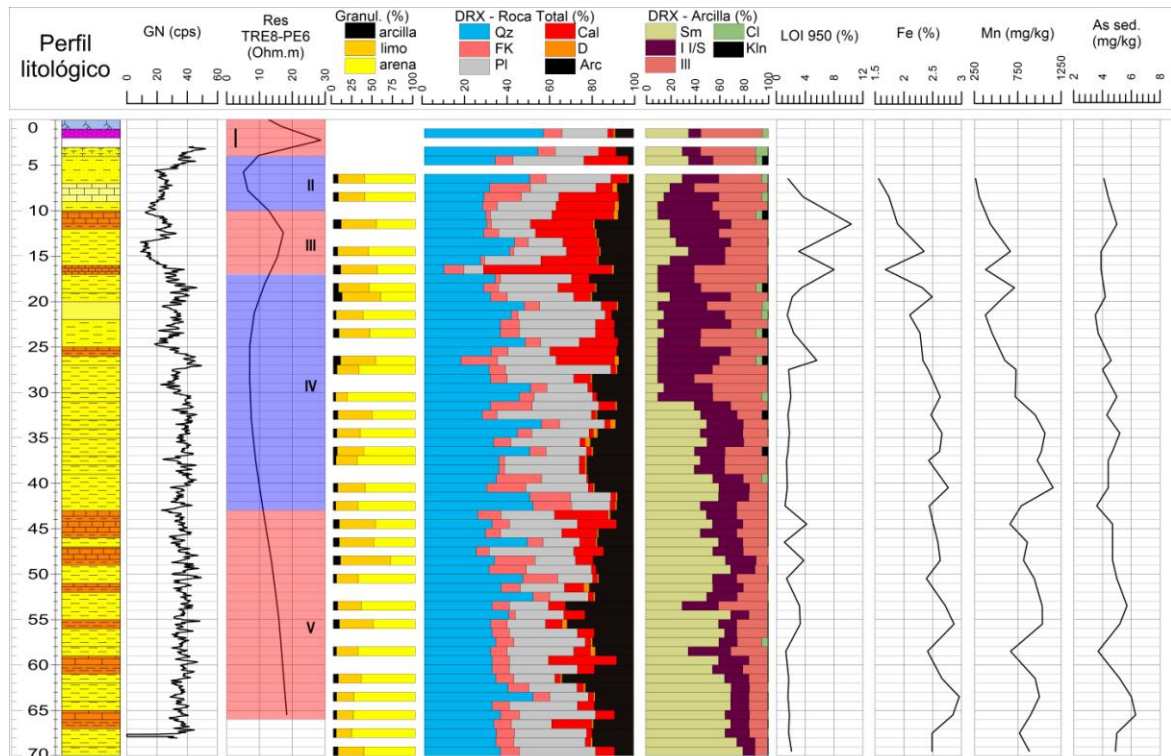 Perfil
litológico
GN (cps)
0 20 40 60
Res
TRE8-PE6
(Ohm.m)
0 10 20 30
Granul. (%)
arcilla
limo
arena
0 25 50 75 100
DRX - Roca Total (%)
Qz Cal
FK D
Pl Arc
0 20 40 60 80 100
DRX - Arcilla (%)
Sm Cl
I I/S Kln
Ill
0 20 40 60 80 100
LOI 950 (%)
0 4 8 12
Fe (%)
1.5 2 2.5 3
Mn (mg/kg)
250 750 1250
As sed.
(mg/kg)
2 4 6 8
0
I
5
II
10
III
15
20
25
IV
30
35
40
45
50
55
V
60
65
70